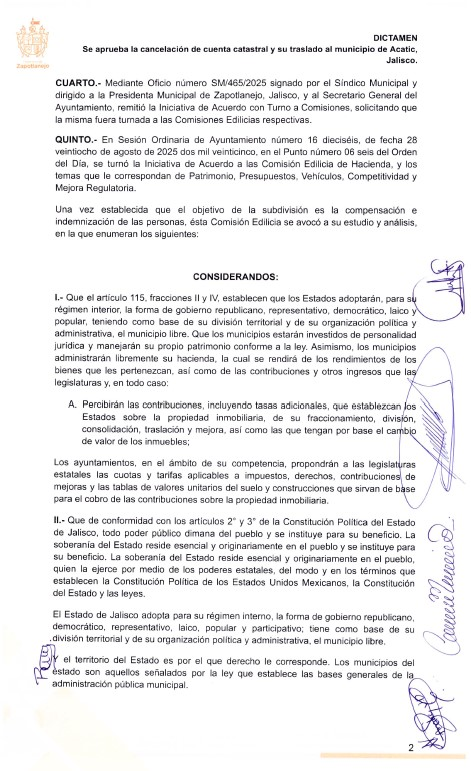 Zapotlanejo
DICTAMEN
Se aprueba la cancelación de cuenta catastral y su traslado al municipio de Acatic,
Jalisco.
CUARTO.- Mediante Oficio número SM/465/2025 signado por el Síndico Municipal y
dirigido a la Presidenta Municipal de Zapotlanejo, Jalisco, y al Secretario General del
Ayuntamiento, remitió la Iniciativa de Acuerdo con Turno a Comisiones, solicitando que
la misma fuera turnada a las Comisiones Edilicias respectivas.
QUINTO.- En Sesión Ordinaria de Ayuntamiento número 16 dieciséis, de fecha 28
veintiocho de agosto de 2025 dos mil veinticinco, en el Punto número 06 seis del Orden
del Día, se turnó la Iniciativa de Acuerdo a las Comisión Edilicia de Hacienda, y los
temas que le correspondan de Patrimonio, Presupuestos, Vehículos, Competitividad y
Mejora Regulatoria.
Una vez establecida que el objetivo de la subdivisión es la compensación e
indemnización de las personas, ésta Comisión Edilicia se avocó a su estudio y análisis,
en la que enumeran los siguientes:
CONSIDERANDOS:
I.- Que el artículo 115, fracciones II y IV, establecen que los Estados adoptarán, para su
régimen interior, la forma de gobierno republicano, representativo, democrático, laico y
popular, teniendo como base de su división territorial y de su organización política y
administrativa, el municipio libre. Que los municipios estarán investidos de personalidad
jurídica y manejarán su propio patrimonio conforme a la ley. Asimismo, los municipios
administrarán libremente su hacienda, la cual se rendirá de los rendimientos de los
bienes que les pertenezcan, así como de las contribuciones y otros ingresos que las
legislaturas y, en todo caso:
A. Percibirán las contribuciones, incluyendo tasas adicionales, que establezcan los
Estados sobre la propiedad inmobiliaria, de su fraccionamiento, división,
consolidación, traslación y mejora, así como las que tengan por base el cambio
de valor de los inmuebles;
Los ayuntamientos, en el ámbito de su competencia, propondrán a las legislaturas
estatales las cuotas y tarifas aplicables a impuestos, derechos, contribuciones de
mejoras y las tablas de valores unitarios del suelo y construcciones que sirvan de base
para el cobro de las contribuciones sobre la propiedad inmobiliaria.
II.- Que de conformidad con los artículos 2° y 3° de la Constitución Política del Estado
de Jalisco, todo poder público dimana del pueblo y se instituye para su beneficio. La
soberanía del Estado reside esencial y originariamente en el pueblo y se instituye para
su beneficio. La soberanía del Estado reside esencial y originariamente en el pueblo,
quien la ejerce por medio de los poderes estatales, del modo y en los términos que
establecen la Constitución Política de los Estados Unidos Mexicanos, la Constitución
del Estado y las leyes.
El Estado de Jalisco adopta para su régimen interno, la forma de gobierno republicano,
democrático, representativo, laico, popular y participativo; tiene como base de su
división territorial y de su organización política y administrativa, el municipio libre.
Y el territorio del Estado es por el que derecho le corresponde. Los municipios del
estado son aquellos señalados por la ley que establece las bases generales de la
administración pública municipal.
2